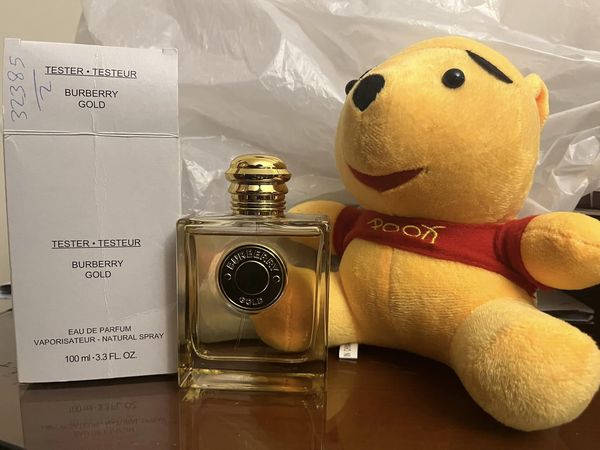 32385
2
TESTER • TESTEUR
BURBERRY
GOLD
TESTER • TESTEUR
BURBERRY
GOLD
EAU DE PARFUM
VAPORISATEUR - NATURAL SPRAY
100 ml · 3.3 FL. OZ.
BURBERRY
GOLD
POOH